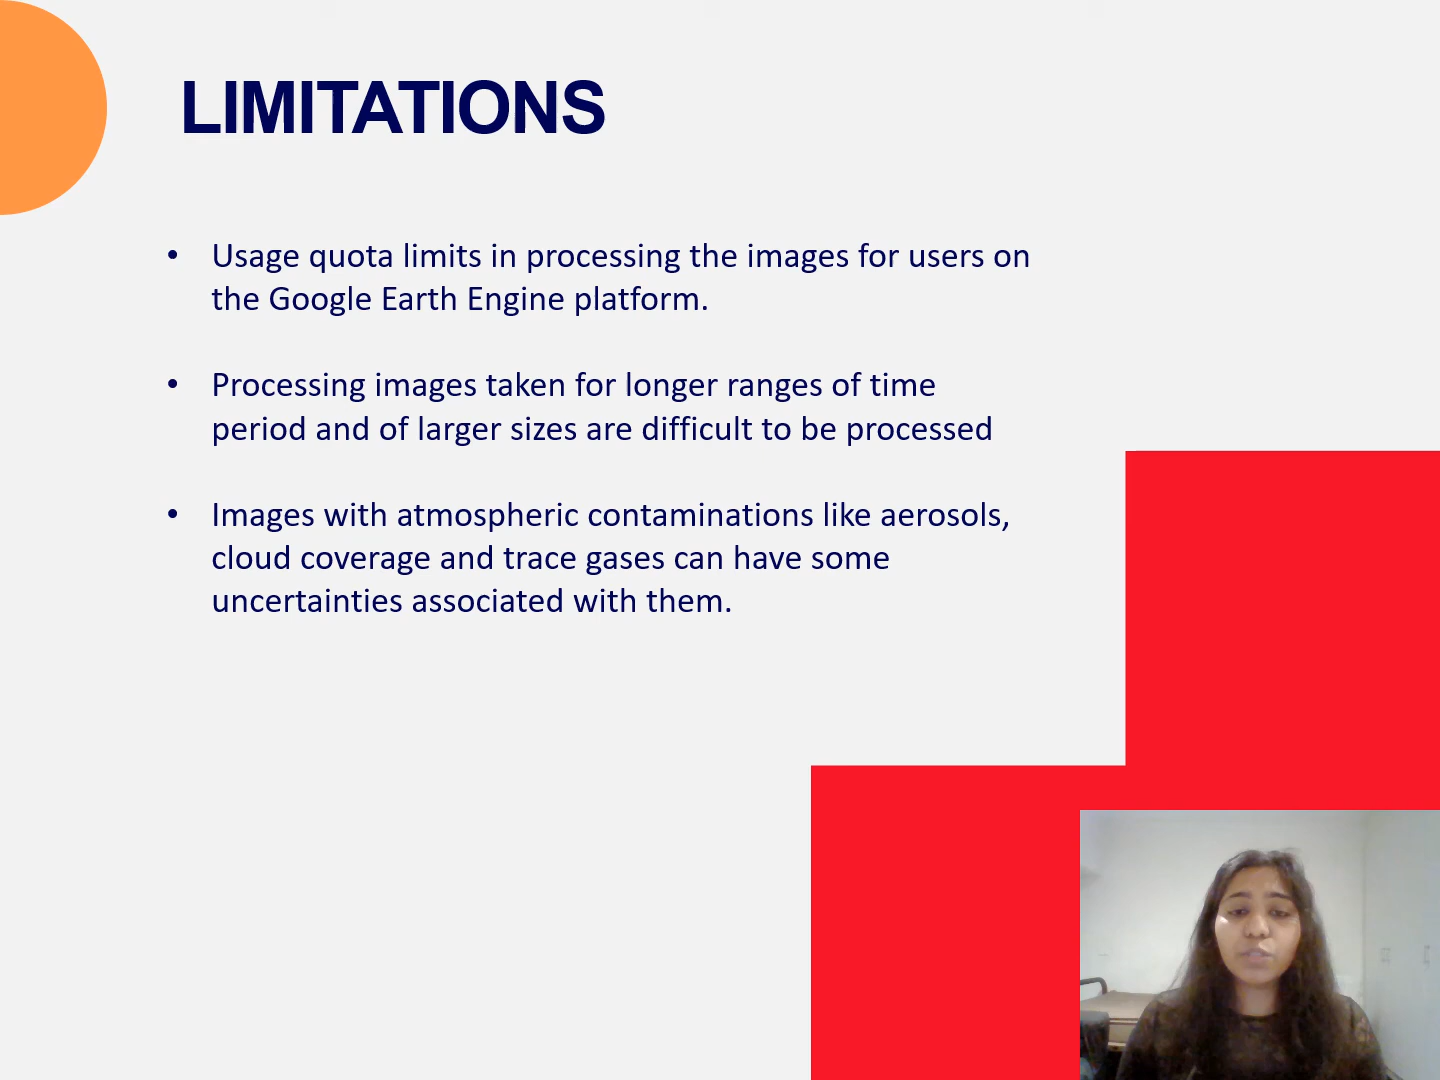 LIMITATIONS
• Usage quota limits in processing the images for users on
the Google Earth Engine platform.
• Processing images taken for longer ranges of time
period and of larger sizes are difficult to be processed
• Images with atmospheric contaminations like aerosols,
cloud coverage and trace gases can have some
uncertainties associated with them.